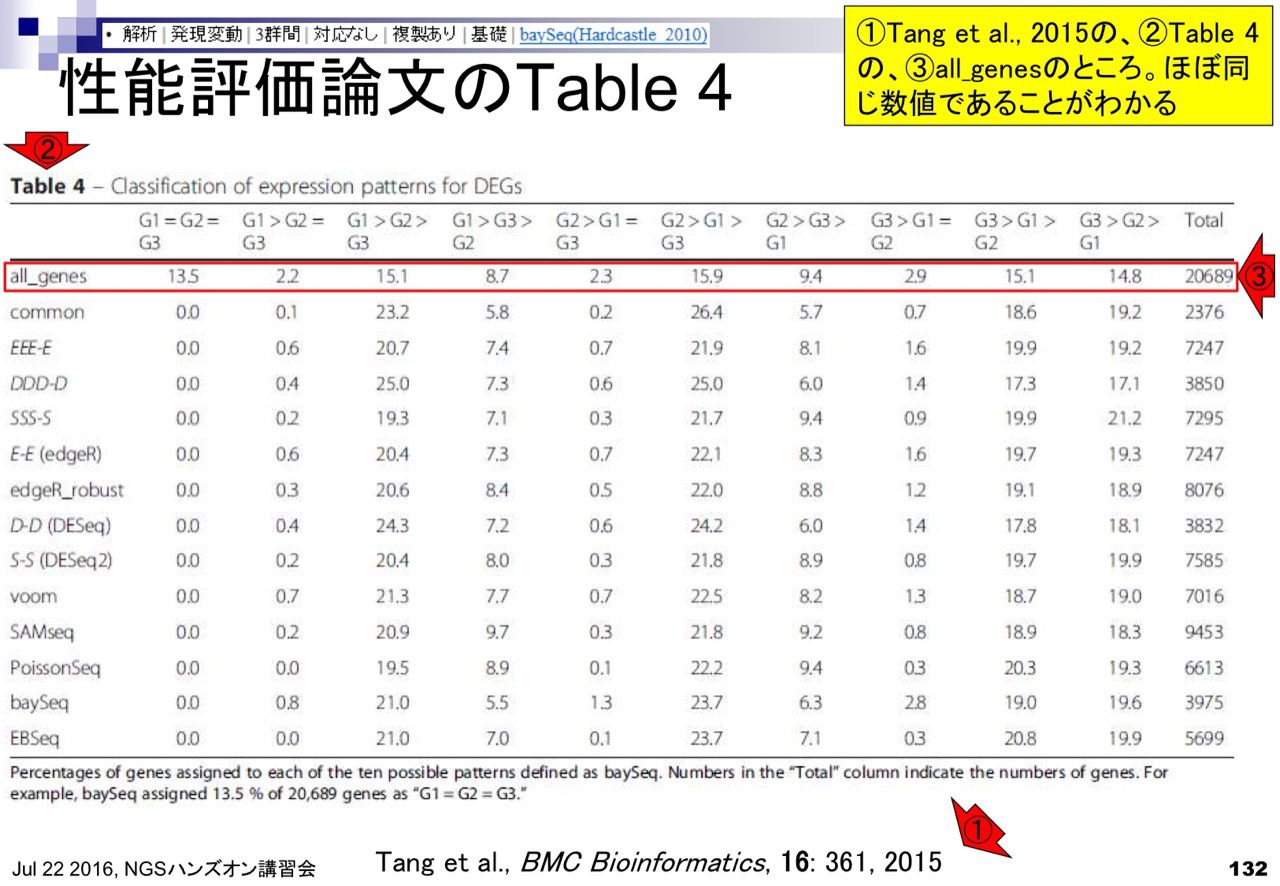 • 解析 | 発現変動 | 3群間 | 対応なし | 複製あり | 基礎 | baySeq(Hardcastle_2010)
性能評価論文のTable 4
①Tang et al., 2015の、②Table 4
の、③all_genesのところ。ほぼ同
じ数値であることがわかる
②
Table 4 – Classification of expression patterns for DEGs
G1 = G2 = G3 G1 > G2 = G3 G1 > G2 > G3 G1 > G3 > G2 G2 > G1 = G3 G2 > G1 > G3 G2 > G3 > G1 G3 > G1 = G2 G3 > G1 > G2 G3 > G2 > G1 Total
all_genes 13.5 2.2 15.1 8.7 2.3 15.9 9.4 2.9 15.1 14.8 20689
③
common 0.0 0.1 23.2 5.8 0.2 26.4 5.7 0.7 18.6 19.2 2376
EEE-E 0.0 0.6 20.7 7.4 0.7 21.9 8.1 1.6 19.9 19.2 7247
DDD-D 0.0 0.4 25.0 7.3 0.6 25.0 6.0 1.4 17.3 17.1 3850
SSS-S 0.0 0.2 19.3 7.1 0.3 21.7 9.4 0.9 19.9 21.2 7295
E-E (edgeR) 0.0 0.6 20.4 7.3 0.7 22.1 8.3 1.6 19.7 19.3 7247
edgeR_robust 0.0 0.3 20.6 8.4 0.5 22.0 8.8 1.2 19.1 18.9 8076
D-D (DESeq) 0.0 0.4 24.3 7.2 0.6 24.2 6.0 1.4 17.8 18.1 3832
S-S (DESeq2) 0.0 0.2 20.4 8.0 0.3 21.8 8.9 0.8 19.7 19.9 7585
voom 0.0 0.7 21.3 7.7 0.7 22.5 8.2 1.3 18.7 19.0 7016
SAMseq 0.0 0.2 20.9 9.7 0.3 21.8 9.2 0.8 18.9 18.3 9453
PoissonSeq 0.0 0.0 19.5 8.9 0.1 22.2 9.4 0.3 20.3 19.3 6613
baySeq 0.0 0.8 21.0 5.5 1.3 23.7 6.3 2.8 19.0 19.6 3975
EBSeq 0.0 0.0 21.0 7.0 0.1 23.7 7.1 0.3 20.8 19.9 5699
Percentages of genes assigned to each of the ten possible patterns defined as baySeq. Numbers in the “Total” column indicate the numbers of genes. For
example, baySeq assigned 13.5 % of 20,689 genes as “G1 = G2 = G3.”
①
Jul 22 2016, NGSハンズオン講習会
Tang et al., BMC Bioinformatics, 16: 361, 2015
132